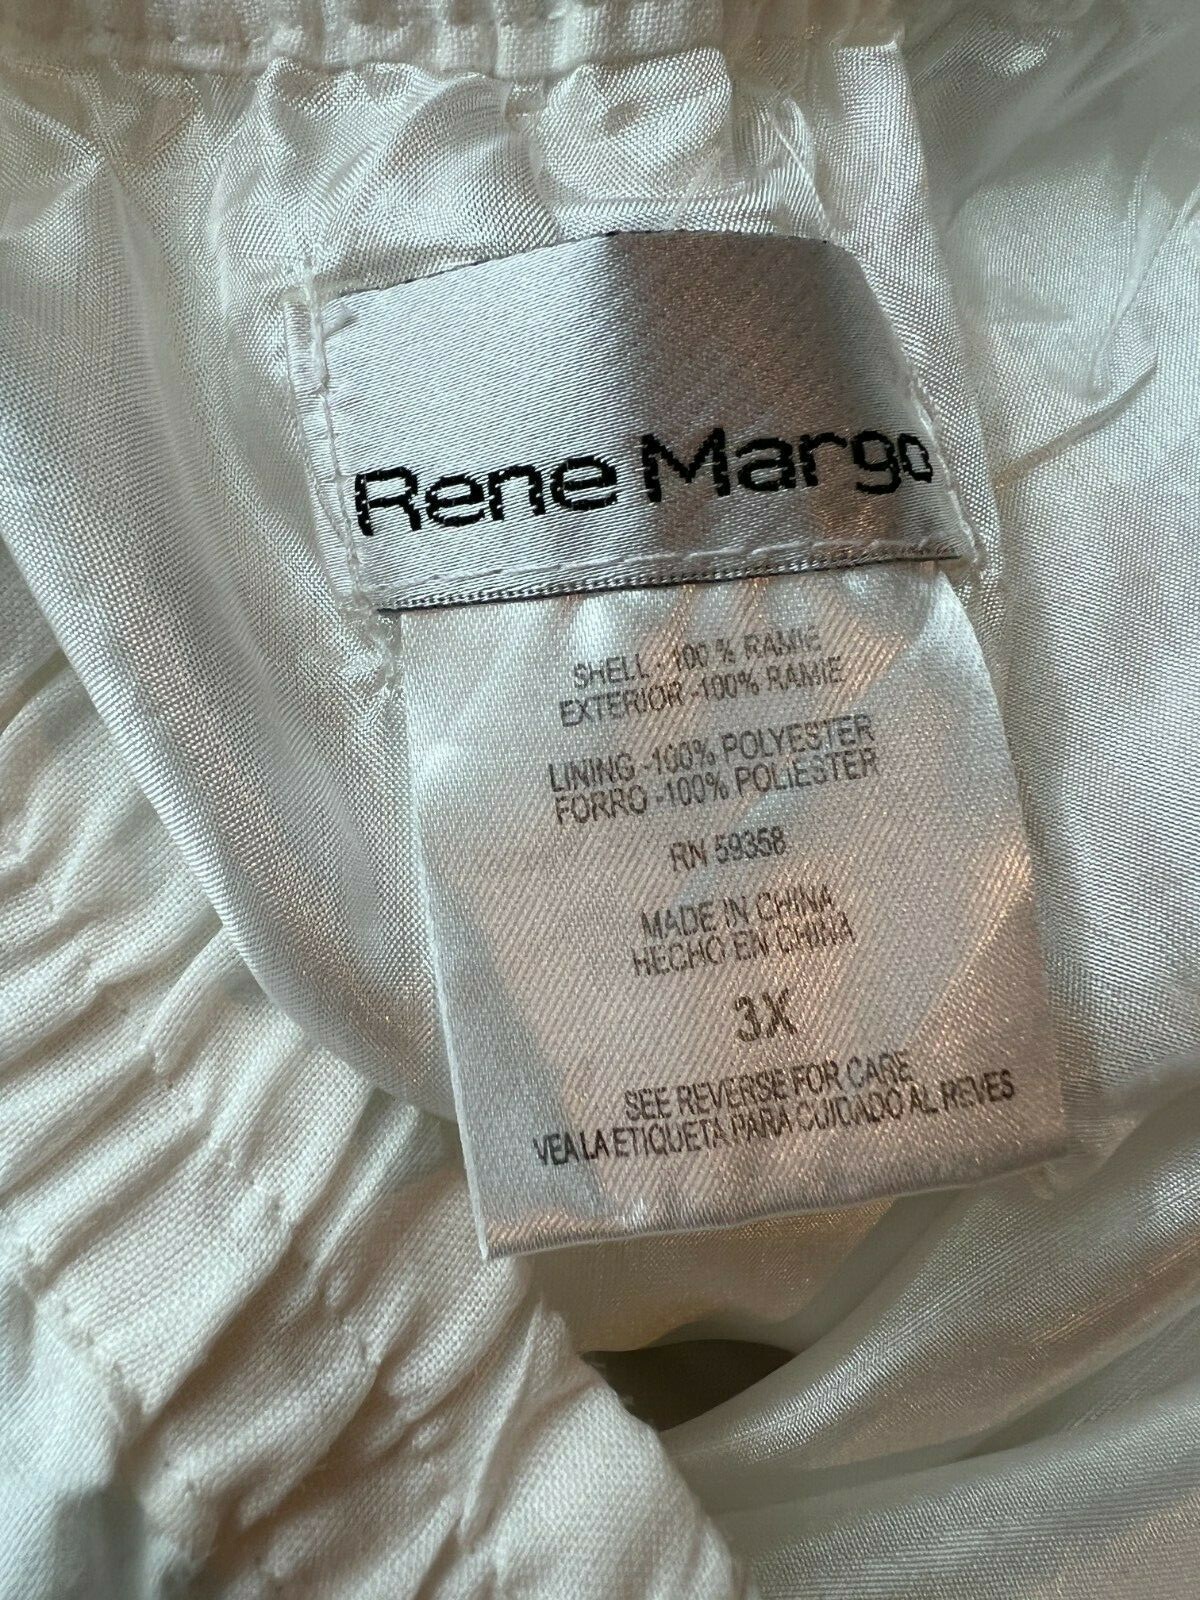 Rene Margo
SHELL - 100 % RAMIE
EXTERIOR -100% RAMIE
LINING -100% POLYESTER
FORRO -100% POLIESTER
RN 59358
MADE IN CHINA
HECHO EN CHINA
3X
SEE REVERSE FOR CARE
VEA LA ETIQUETA PARA CUIDADO AL REVES